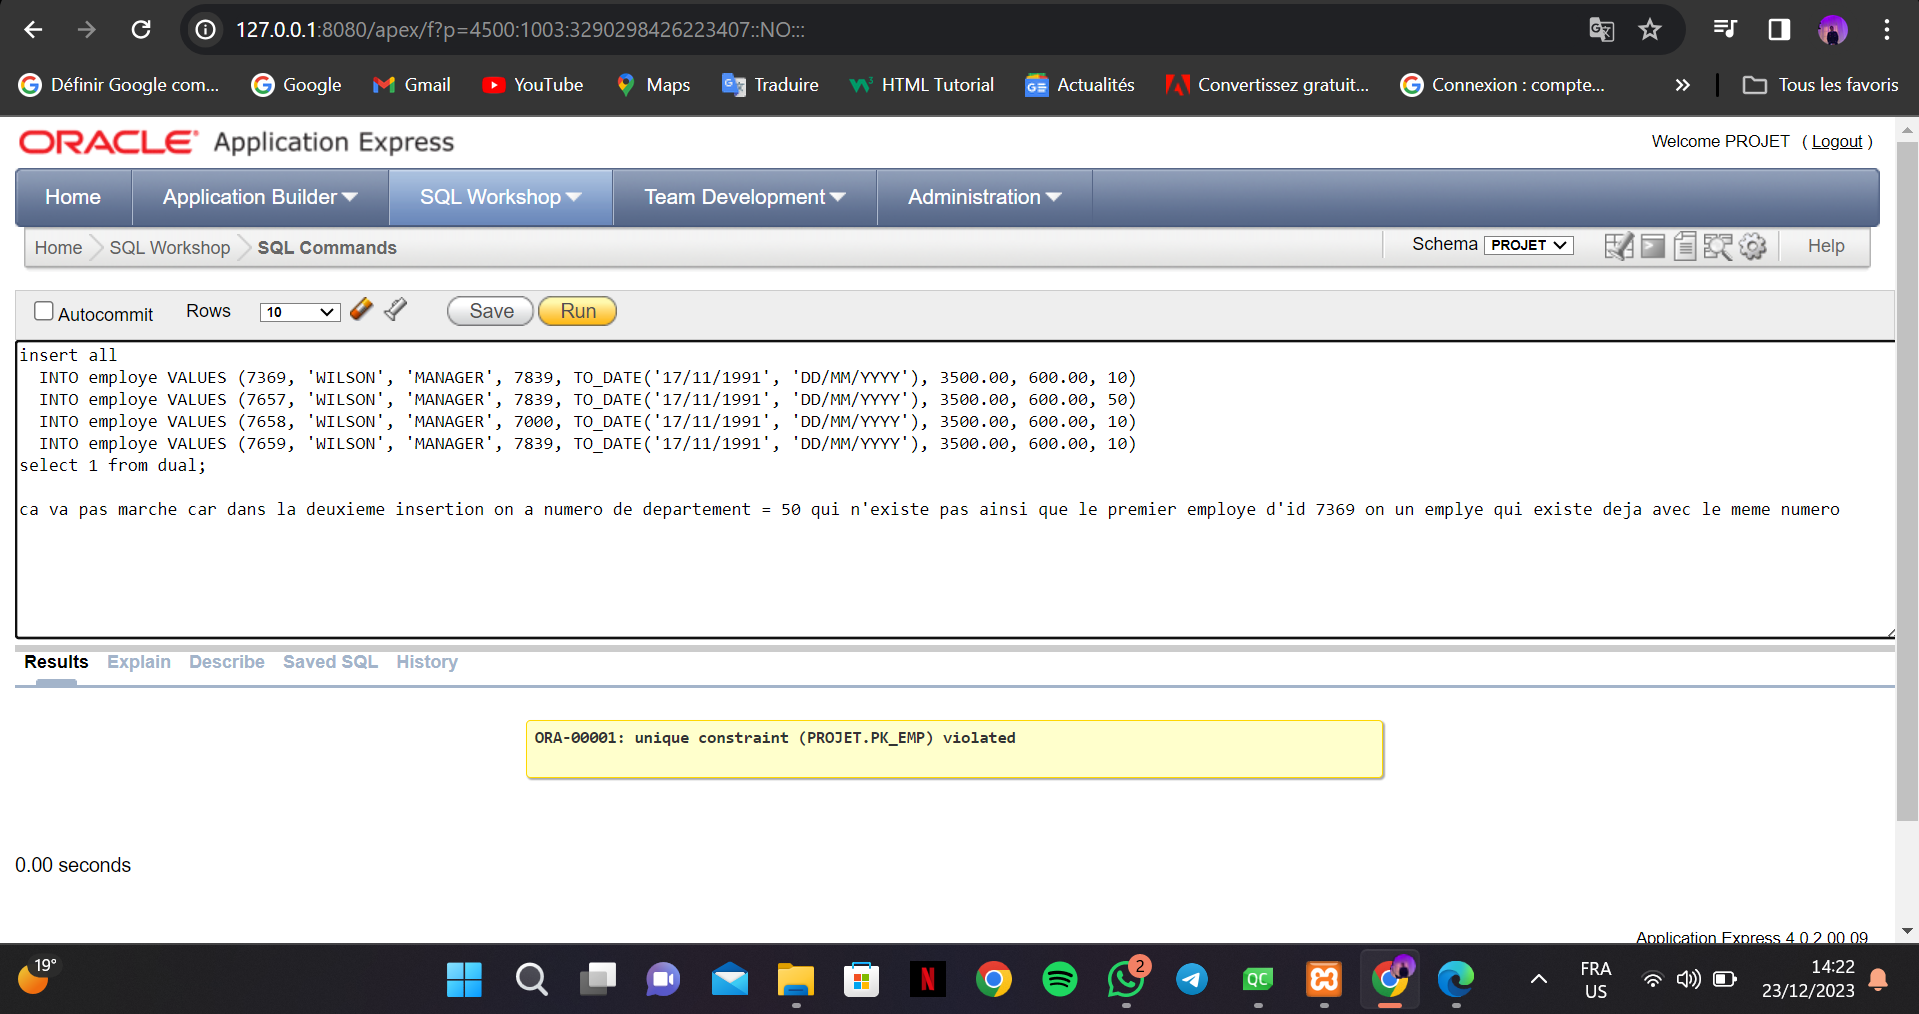 127.0.0.1:8080/apex/f?p=4500:1003:3290298426223407::NO:::
Définir Google com... Google Gmail YouTube Maps Traduire HTML Tutorial Actualités Convertissez gratuit... Connexion : compte... » Tous les favoris
ORACLE Application Express
Welcome PROJET ( Logout )
Home Application Builder SQL Workshop Team Development Administration
Home SQL Workshop SQL Commands
Schema PROJET Help
Autocommit Rows 10 Save Run
insert all
INTO employe VALUES (7369, 'WILSON', 'MANAGER', 7839, TO_DATE('17/11/1991', 'DD/MM/YYYY'), 3500.00, 600.00, 10)
INTO employe VALUES (7657, 'WILSON', 'MANAGER', 7839, TO_DATE('17/11/1991', 'DD/MM/YYYY'), 3500.00, 600.00, 50)
INTO employe VALUES (7658, 'WILSON', 'MANAGER', 7000, TO_DATE('17/11/1991', 'DD/MM/YYYY'), 3500.00, 600.00, 10)
INTO employe VALUES (7659, 'WILSON', 'MANAGER', 7839, TO_DATE('17/11/1991', 'DD/MM/YYYY'), 3500.00, 600.00, 10)
select 1 from dual;
ca va pas marche car dans la deuxieme insertion on a numero de departement = 50 qui n'existe pas ainsi que le premier employe d'id 7369 on un emplye qui existe deja avec le meme numero
Results Explain Describe Saved SQL History
ORA-00001: unique constraint (PROJET.PK_EMP) violated
0.00 seconds
Application Express 4.0.2.00.09
19°
N
2
QC
FRA
US
14:22
23/12/2023